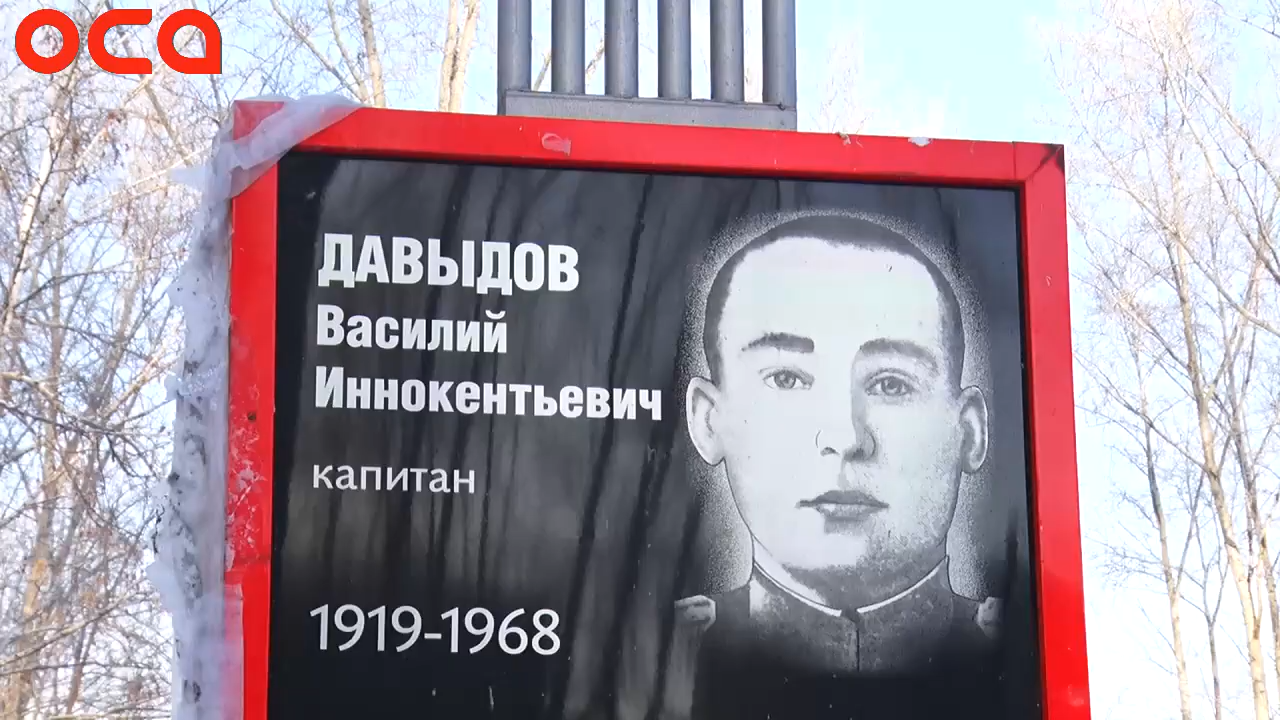 оса
ДАВЫДОВ
Василий
Иннокентьевич
капитан
1919-1968